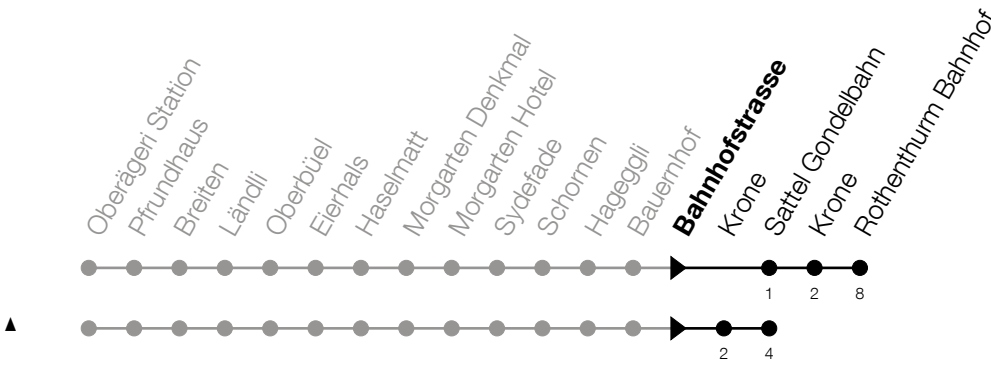 Oberägeri Station
Pfrundhaus
Breiten
Ländli
Oberbüel
Eierhals
Haselmatt
Morgarten Denkmal
Morgarten Hotel
Sydefade
Schornen
Hageggli
Bauernhof
Bahnhofstrasse
Krone
Sattel Gondelbahn
Krone
Rothenthurm Bahnhof
1 2 8
2 4